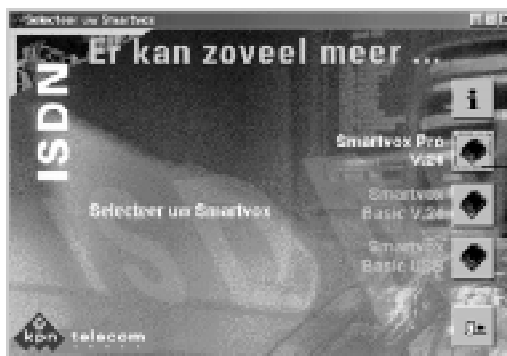 Selecteer uw Smartvox
Er kan zoveel meer ...
ISDN
i
Smartvox Pro
V.24
Selecteer uw Smartvox
Smartvox
Basic V.24
Smartvox
Basic USB
kpn telecom